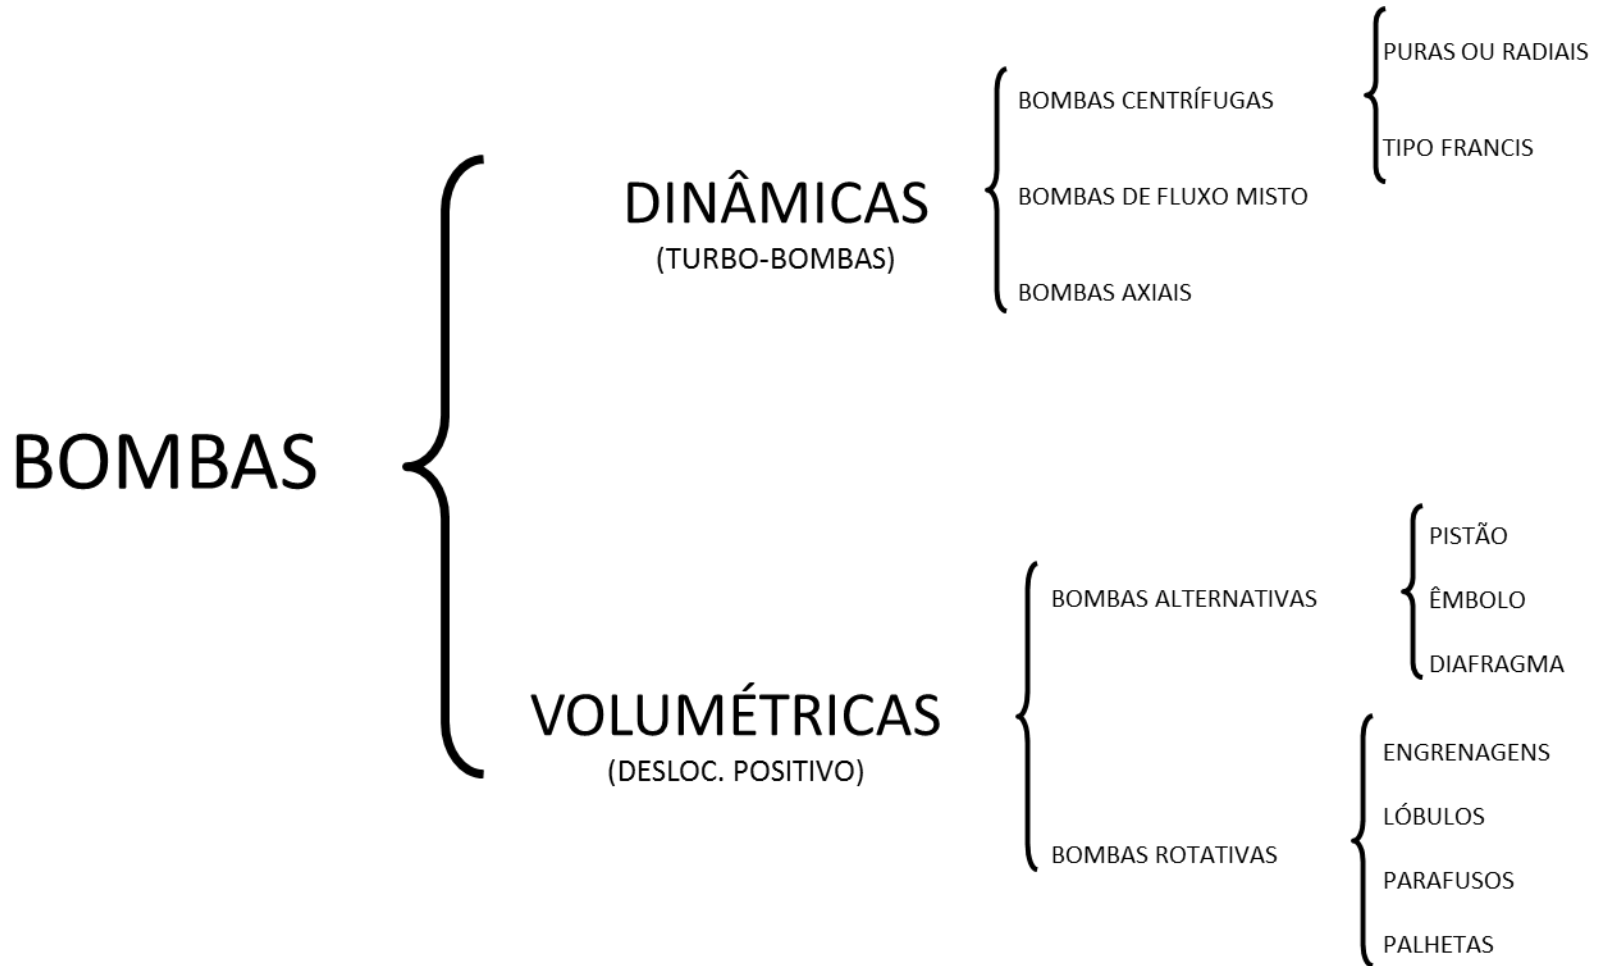 BOMBAS
DINÂMICAS
(TURBO-BOMBAS)
BOMBAS CENTRÍFUGAS
PURAS OU RADIAIS
TIPO FRANCIS
BOMBAS DE FLUXO MISTO
BOMBAS AXIAIS
VOLUMÉTRICAS
(DESLOC. POSITIVO)
BOMBAS ALTERNATIVAS
PISTÃO
ÊMBOLO
DIAFRAGMA
BOMBAS ROTATIVAS
ENGRENAGENS
LÓBULOS
PARAFUSOS
PALHETAS